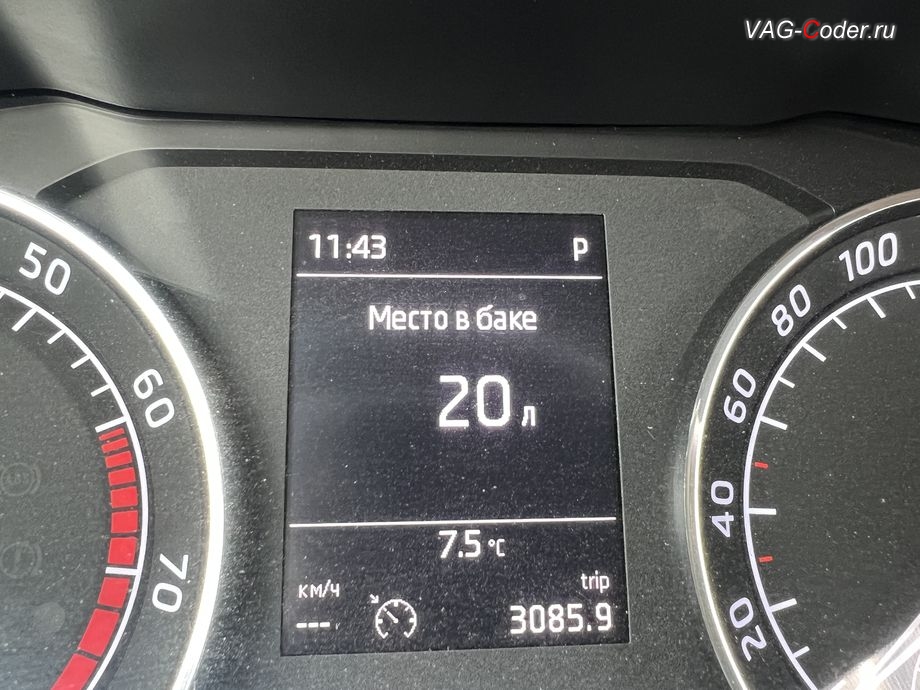 VAG-Coder.ru
11:43 P
Место в баке
20 л
7.5 °C
км/ч
trip
---
3085.9
50
60
70
100
80
60
40
20